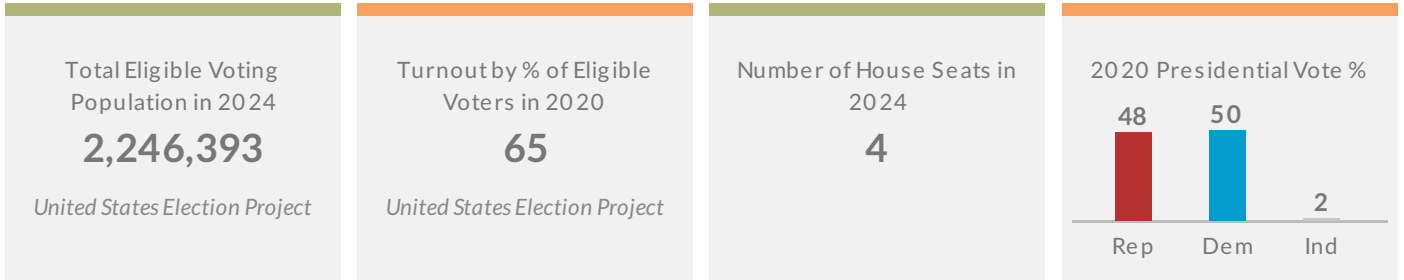 Total Eligible Voting
Population in 2024
2,246,393
United States Election Project
Turnout by % of Eligible
Voters in 2020
65
United States Election Project
Number of House Seats in
2024
4
2020 Presidential Vote %
48
50
2
Rep
Dem
Ind